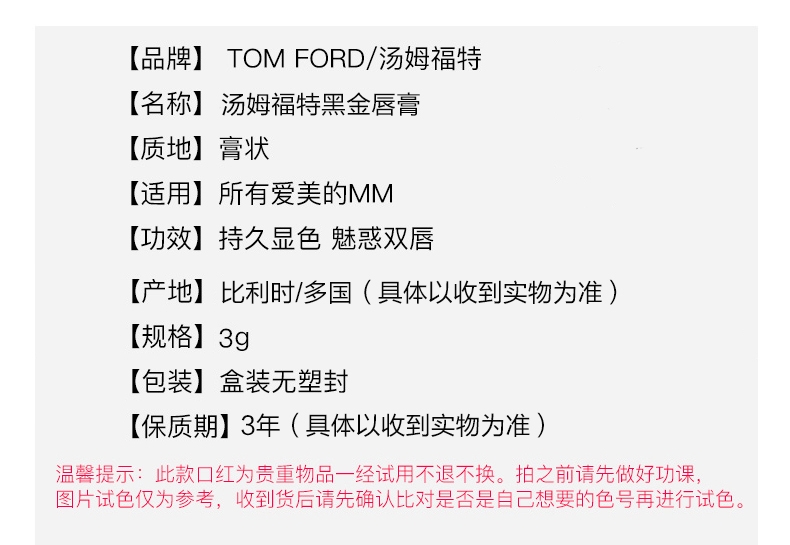 【品牌】 TOM FORD/汤姆福特
【名称】汤姆福特黑金唇膏
【质地】膏状
【适用】所有爱美的MM
【功效】持久显色 魅惑双唇
【产地】比利时/多国（具体以收到实物为准）
【规格】3g
【包装】盒装无塑封
【保质期】3年（具体以收到实物为准）
温馨提示：此款口红为贵重物品一经试用不退不换。拍之前请先做好功课，
图片试色仅为参考，收到货后请先确认比对是否是自己想要的色号再进行试色。